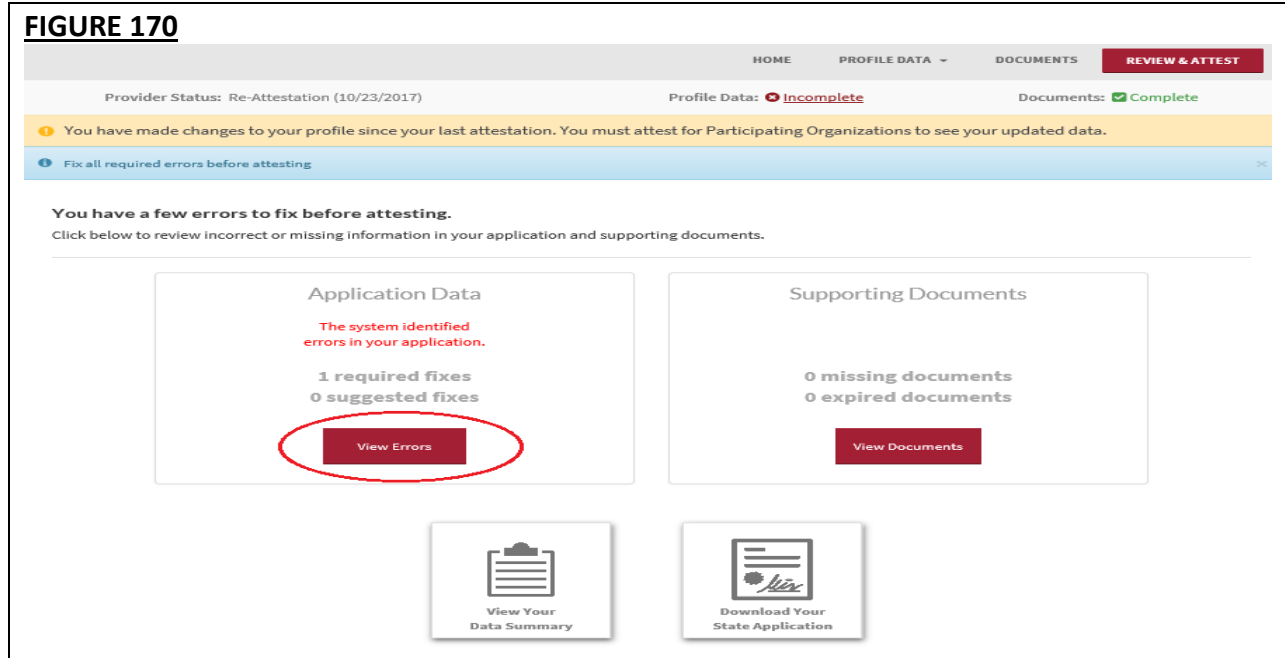 FIGURE 170
HOME PROFILE DATA DOCUMENTS REVIEW & ATTEST
Provider Status: Re-Attestation (10/23/2017) Profile Data: Incomplete Documents: Complete
You have made changes to your profile since your last attestation. You must attest for Participating Organizations to see your updated data.
Fix all required errors before attesting
You have a few errors to fix before attesting.
Click below to review incorrect or missing information in your application and supporting documents.
Application Data
The system identified
errors in your application.
1 required fixes
0 suggested fixes
View Errors
Supporting Documents
0 missing documents
0 expired documents
View Documents
View Your
Data Summary
Download Your
State Application